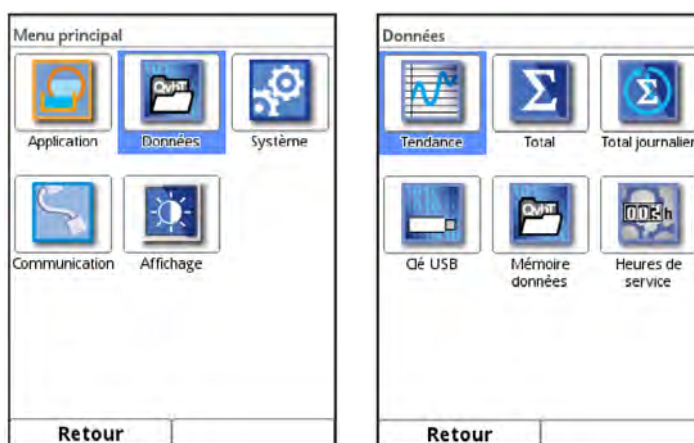 Menu principal
Application
Données
Système
Communication
Affichage
Retour
Données
Tendance
Total
Total journalier
Clé USB
Mémoire
données
Heures de
service
Retour